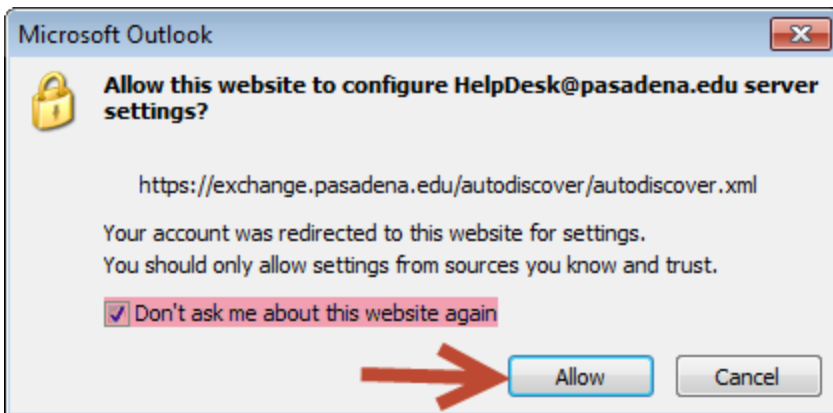 Microsoft Outlook
Allow this website to configure HelpDesk@pasadena.edu server
settings?
https://exchange.pasadena.edu/autodiscover/autodiscover.xml
Your account was redirected to this website for settings.
You should only allow settings from sources you know and trust.
Don't ask me about this website again
Allow
Cancel